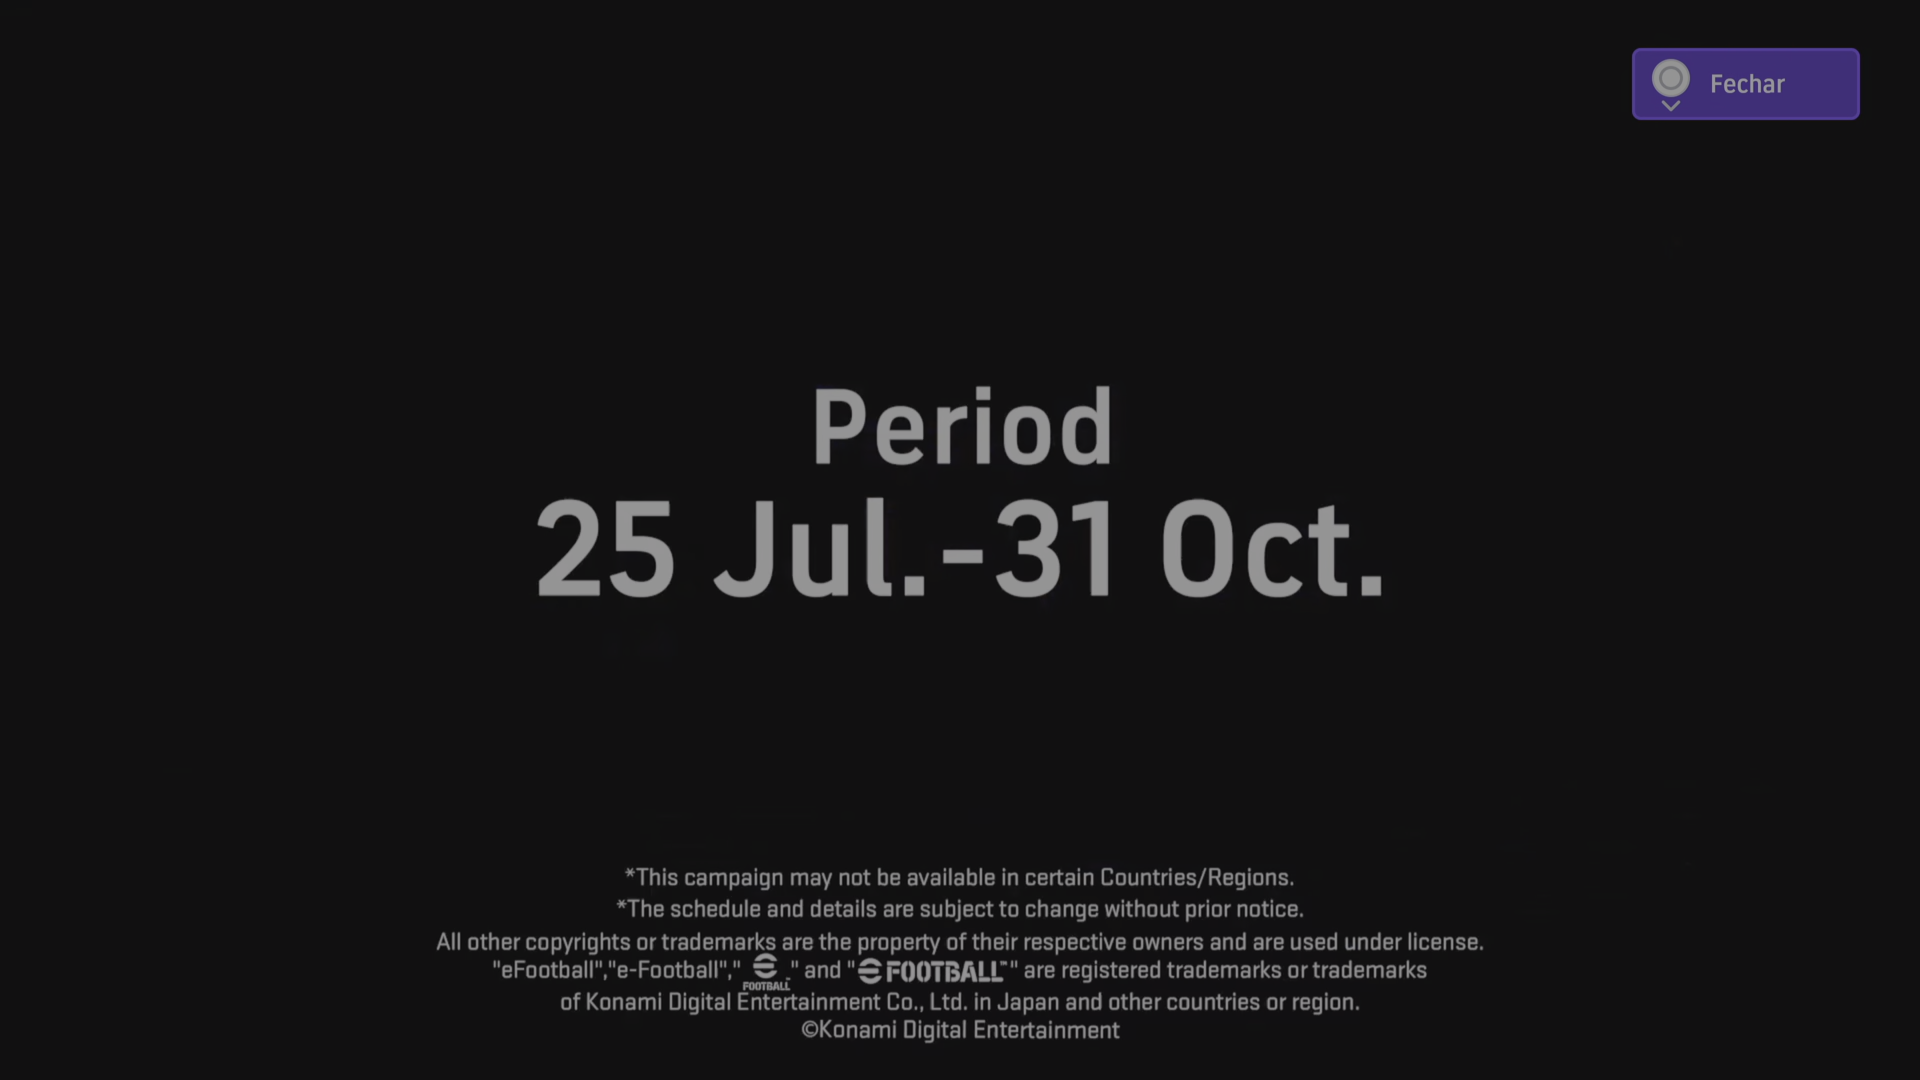 Fechar
Period
25 Jul.-31 Oct.
*This campaign may not be available in certain Countries/Regions.
*The schedule and details are subject to change without prior notice.
All other copyrights or trademarks are the property of their respective owners and are used under license.
"eFootball","e-Football","e FOOTBALL" and "eFOOTBALL™" are registered trademarks or trademarks
of Konami Digital Entertainment Co., Ltd. in Japan and other countries or region.
©Konami Digital Entertainment